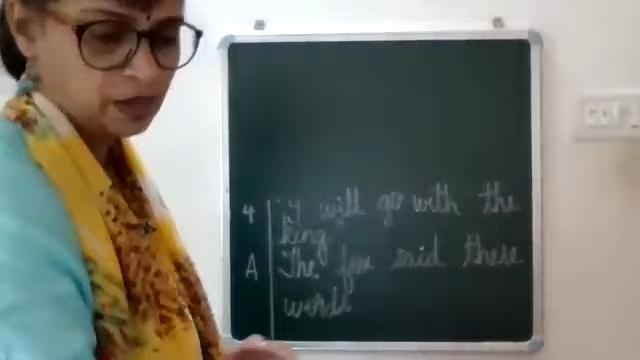 4 "I will go with the
king"
A The fox said these
words